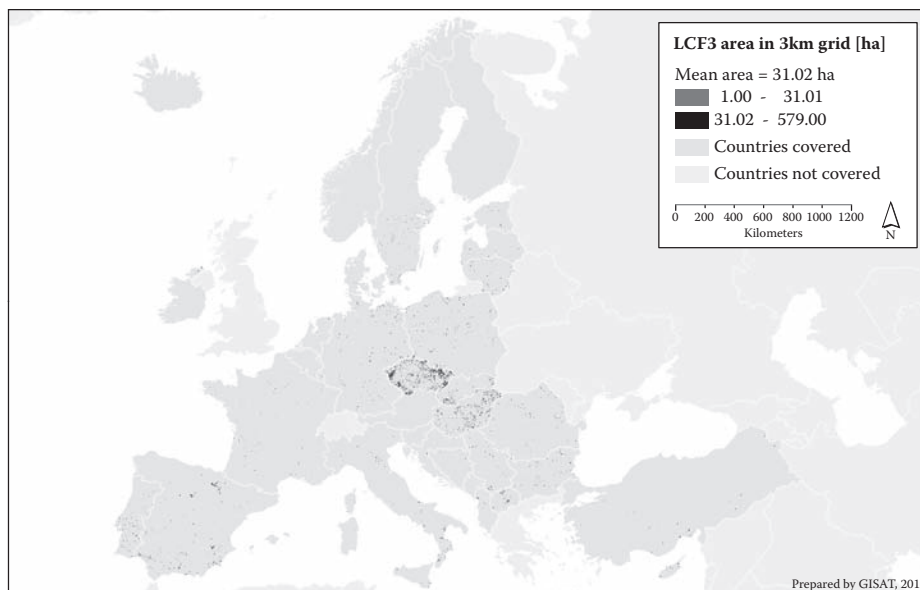 LCF3 area in 3km grid [ha]
Mean area = 31.02 ha
1.00 - 31.01
31.02 - 579.00
Countries covered
Countries not covered
0 200 400 600 800 1000 1200
Kilometers
N
Prepared by GISAT, 201